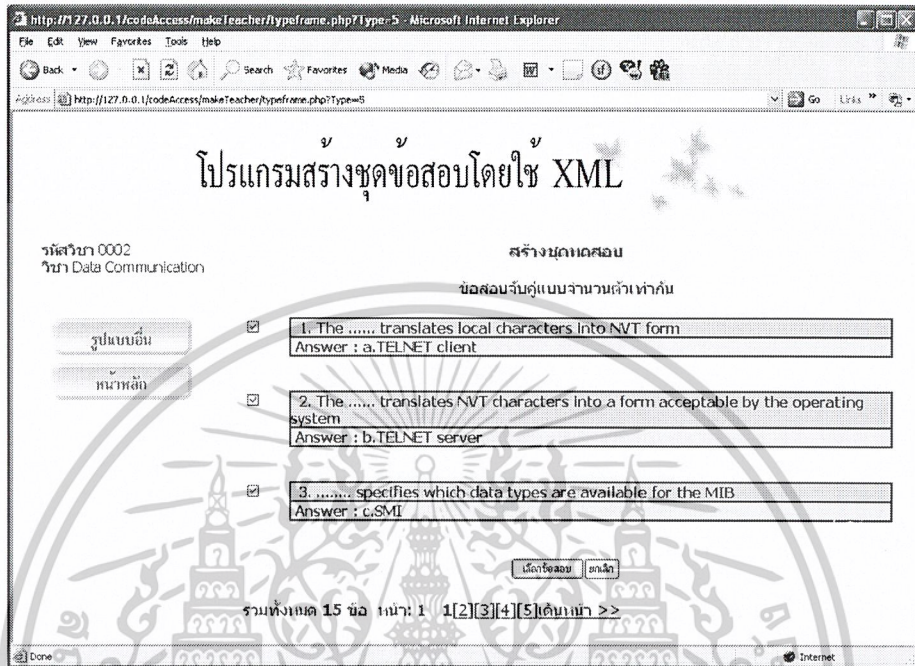 http://127.0.0.1/codeAccess/makeTeacher/typeframe.php?Type=5 - Microsoft Internet Explorer
File Edit View Favorites Tools Help
Back Search Favorites Media
Address http://127.0.0.1/codeAccess/makeTeacher/typeframe.php?Type=5 Go Links »
โปรแกรมสร้างชุดข้อสอบโดยใช้ XML
รหัสวิชา 0002
วิชา Data Communication
สร้างชุดทดสอบ
ข้อสอบจับคู่แบบจำนวนตัวเท่ากัน
รูปแบบอื่น
หน้าหลัก
1. The ...... translates local characters into NVT form
Answer : a.TELNET client
2. The ...... translates NVT characters into a form acceptable by the operating
system
Answer : b.TELNET server
3. ........ specifies which data types are available for the MIB
Answer : c.SMI
เลือกข้อสอบ ยกเลิก
รวมทั้งหมด 15 ข้อ หน้า: 1 1[2][3][4][5]เดินหน้า >>
Done Internet